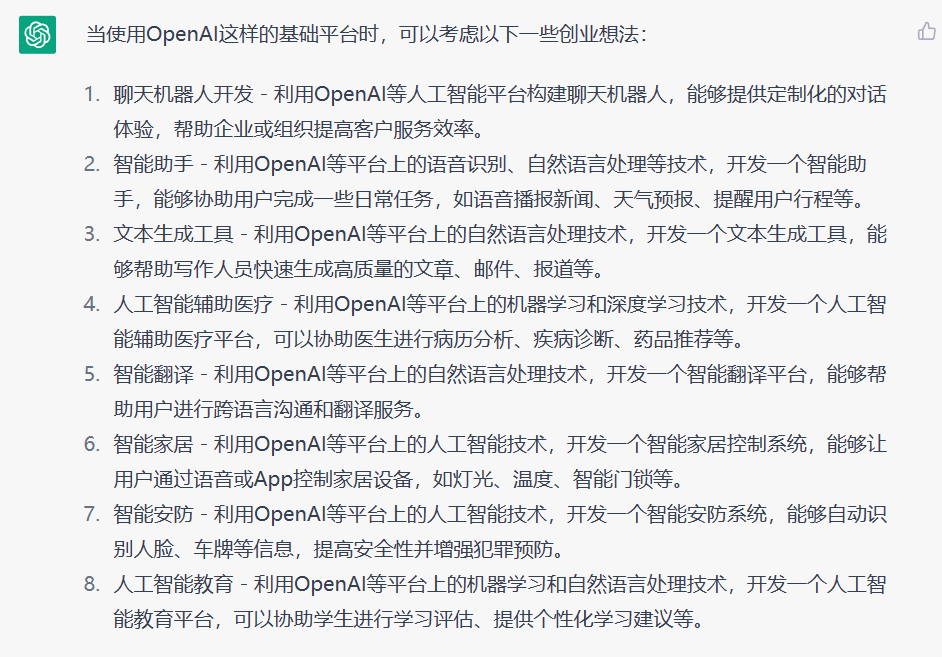 当使用OpenAI这样的基础平台时，可以考虑以下一些创业想法：
1. 聊天机器人开发 - 利用OpenAI等人工智能平台构建聊天机器人，能够提供定制化的对话
体验，帮助企业或组织提高客户服务效率。
2. 智能助手 - 利用OpenAI等平台上的语音识别、自然语言处理等技术，开发一个智能助
手，能够协助用户完成一些日常任务，如语音播报新闻、天气预报、提醒用户行程等。
3. 文本生成工具 - 利用OpenAI等平台上的自然语言处理技术，开发一个文本生成工具，能
够帮助写作人员快速生成高质量的文章、邮件、报道等。
4. 人工智能辅助医疗 - 利用OpenAI等平台上的机器学习和深度学习技术，开发一个人工智
能辅助医疗平台，可以协助医生进行病历分析、疾病诊断、药品推荐等。
5. 智能翻译 - 利用OpenAI等平台上的自然语言处理技术，开发一个智能翻译平台，能够帮
助用户进行跨语言沟通和翻译服务。
6. 智能家居 - 利用OpenAI等平台上的人工智能技术，开发一个智能家居控制系统，能够让
用户通过语音或App控制家居设备，如灯光、温度、智能门锁等。
7. 智能安防 - 利用OpenAI等平台上的人工智能技术，开发一个智能安防系统，能够自动识
别人脸、车牌等信息，提高安全性并增强犯罪预防。
8. 人工智能教育 - 利用OpenAI等平台上的机器学习和自然语言处理技术，开发一个人工智
能教育平台，可以协助学生进行学习评估、提供个性化学习建议等。